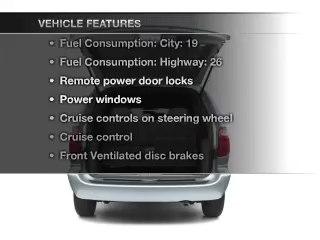 VEHICLE FEATURES
• Fuel Consumption: City: 19
• Fuel Consumption: Highway: 26
• Remote power door locks
• Power windows
• Cruise controls on steering wheel
• Cruise control
• Front Ventilated disc brakes